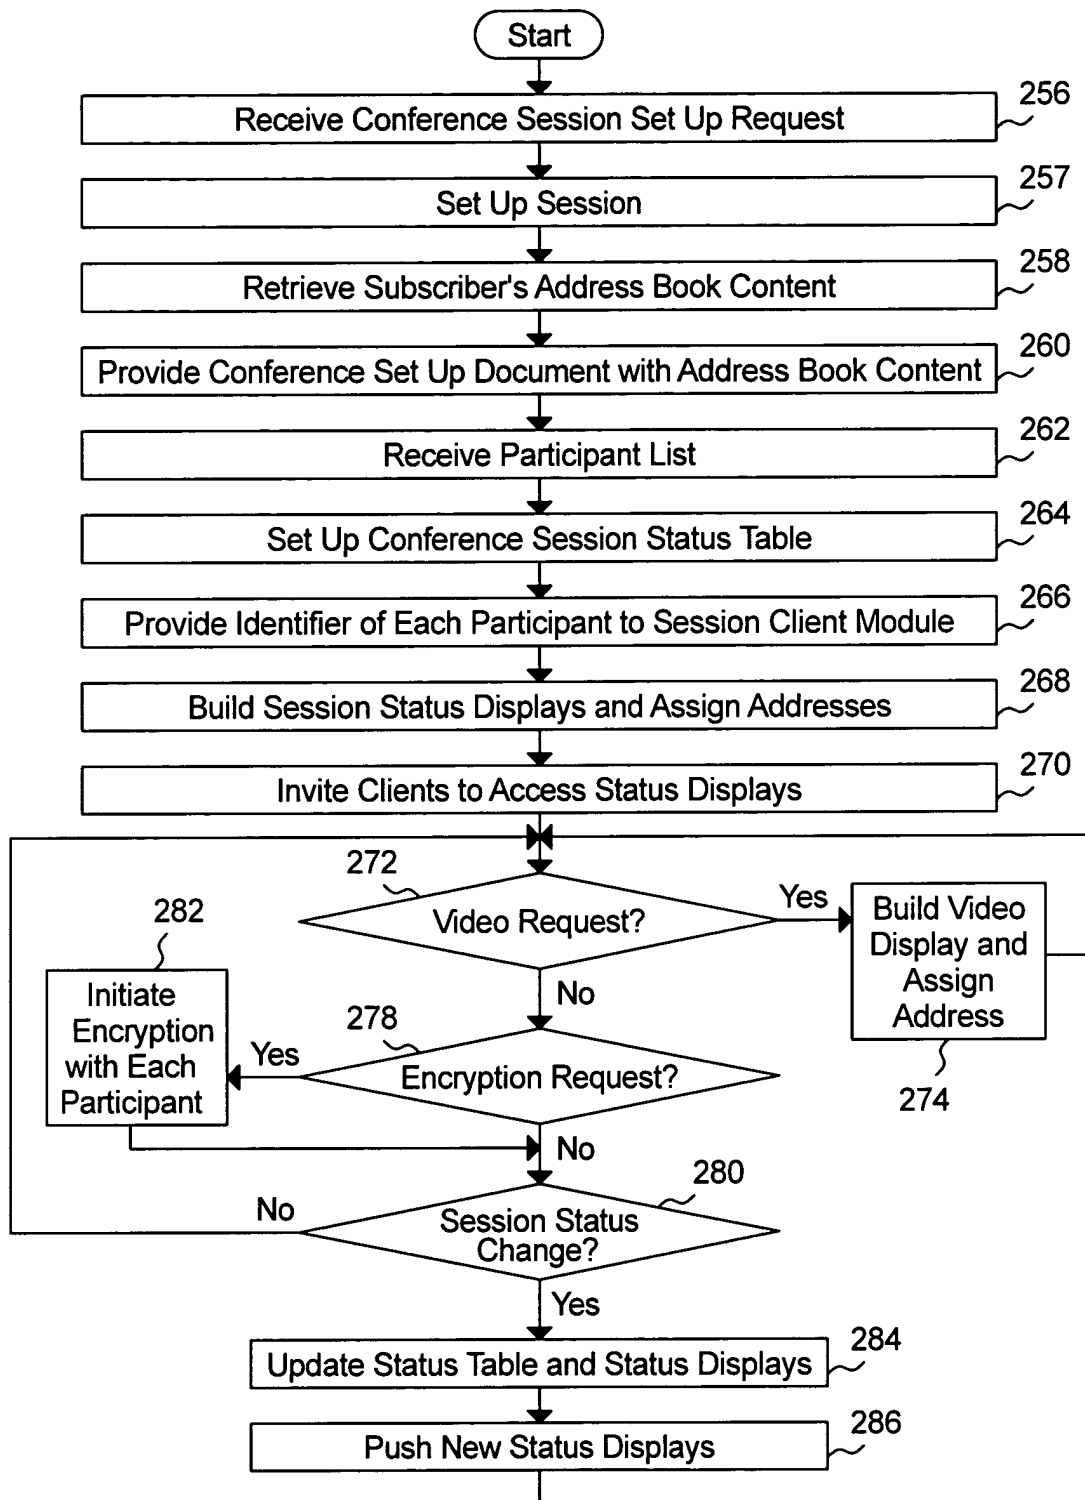 Start
256
Receive Conference Session Set Up Request
257
Set Up Session
258
Retrieve Subscriber's Address Book Content
260
Provide Conference Set Up Document with Address Book Content
262
Receive Participant List
264
Set Up Conference Session Status Table
266
Provide Identifier of Each Participant to Session Client Module
268
Build Session Status Displays and Assign Addresses
270
Invite Clients to Access Status Displays
272
Video Request?
Yes
Build Video
Display and
Assign
Address
274
No
282
Initiate
Encryption
with Each
Participant
278
Yes
Encryption Request?
No
280
No
Session Status
Change?
Yes
284
Update Status Table and Status Displays
286
Push New Status Displays